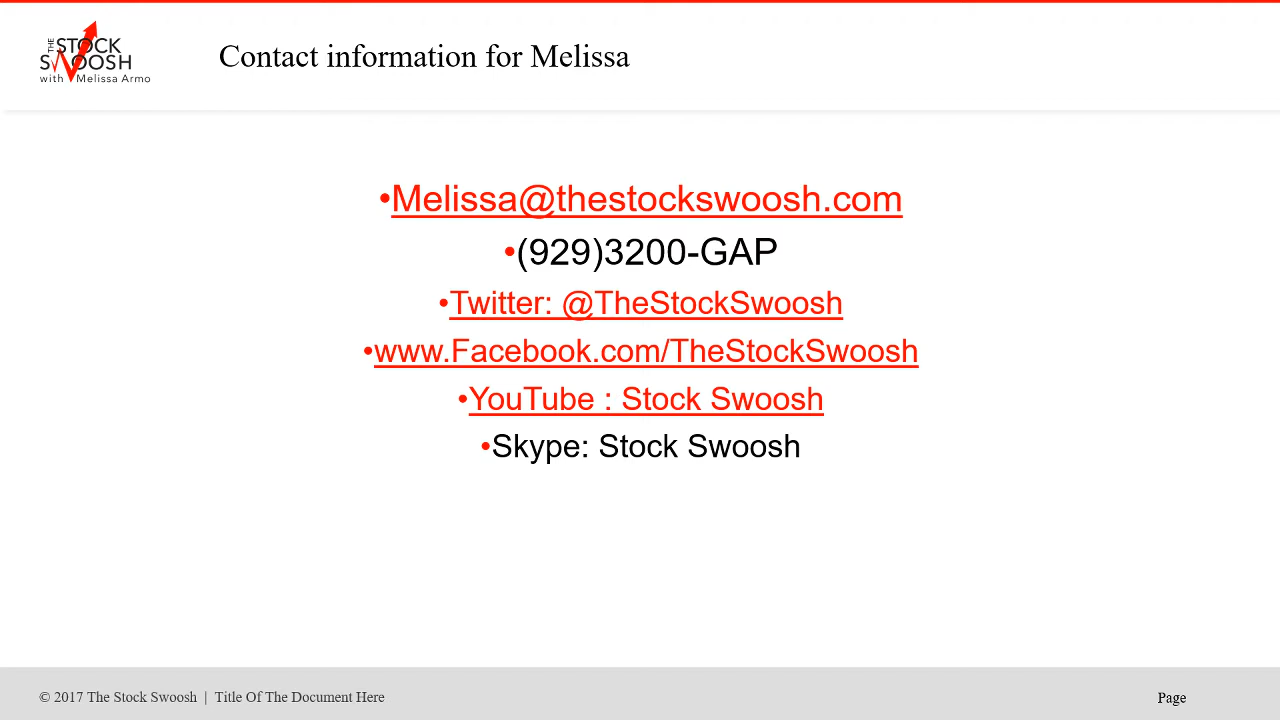 THE STOCK
SWOOSH
with Melissa Armo
Contact information for Melissa
•Melissa@thestockswoosh.com
•(929)3200-GAP
•Twitter: @TheStockSwoosh
•www.Facebook.com/TheStockSwoosh
•YouTube : Stock Swoosh
•Skype: Stock Swoosh
© 2017 The Stock Swoosh | Title Of The Document Here
Page